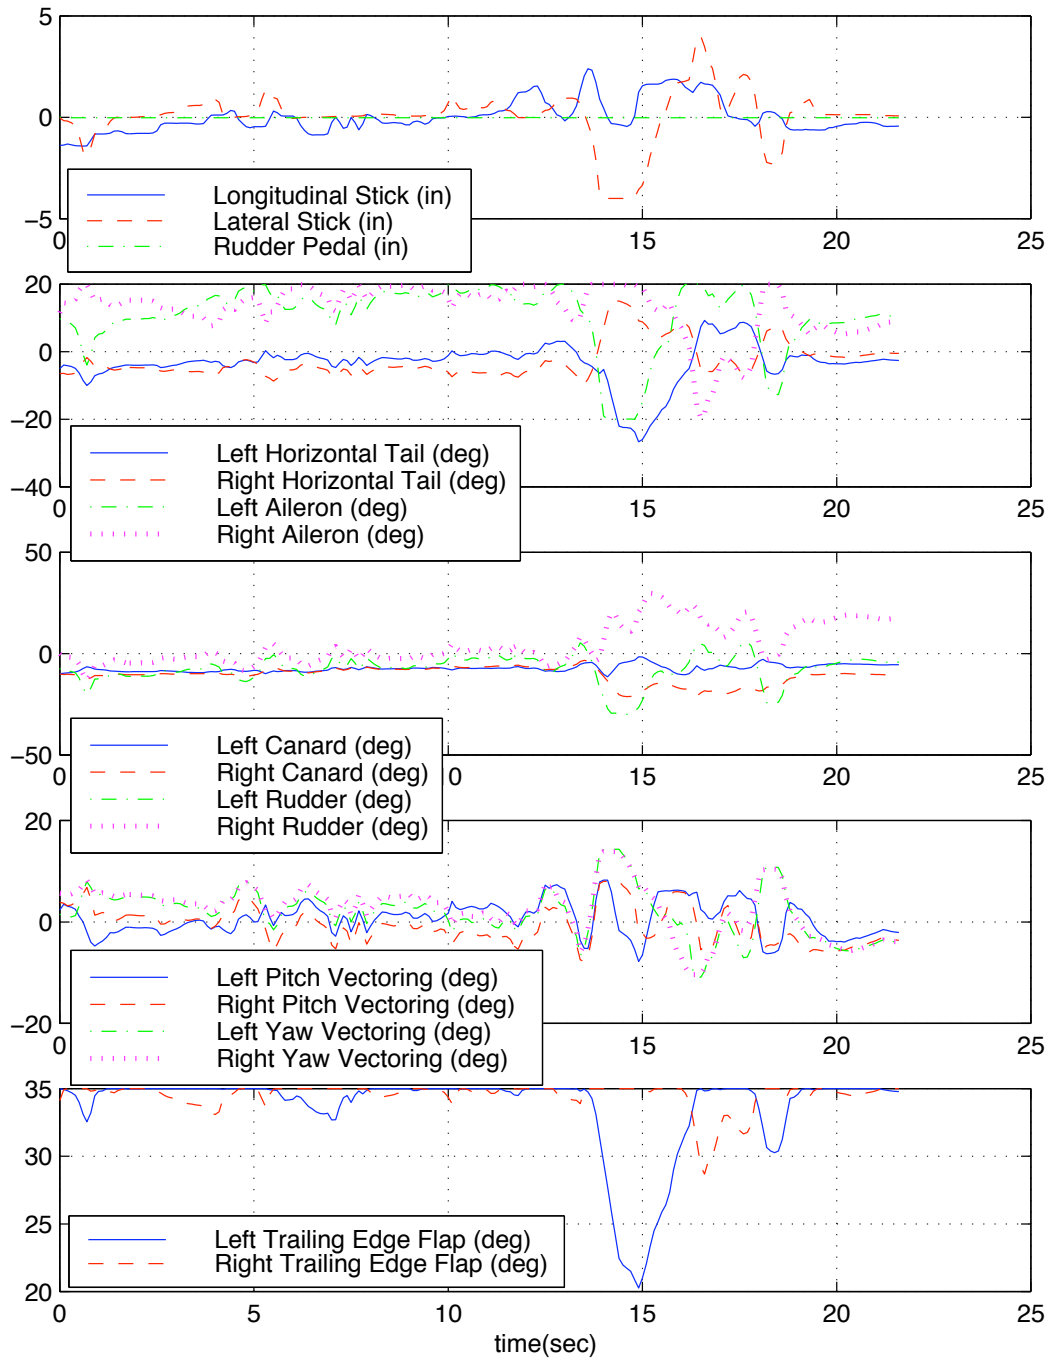 5
0
−5
0
15
20
25
Longitudinal Stick (in)
Lateral Stick (in)
Rudder Pedal (in)
20
0
−20
−40
0
15
20
25
Left Horizontal Tail (deg)
Right Horizontal Tail (deg)
Left Aileron (deg)
Right Aileron (deg)
50
0
−50
0
10
15
20
25
Left Canard (deg)
Right Canard (deg)
Left Rudder (deg)
Right Rudder (deg)
20
0
−20
0
15
20
25
Left Pitch Vectoring (deg)
Right Pitch Vectoring (deg)
Left Yaw Vectoring (deg)
Right Yaw Vectoring (deg)
35
30
25
20
0
5
10
15
20
25
Left Trailing Edge Flap (deg)
Right Trailing Edge Flap (deg)
time(sec)